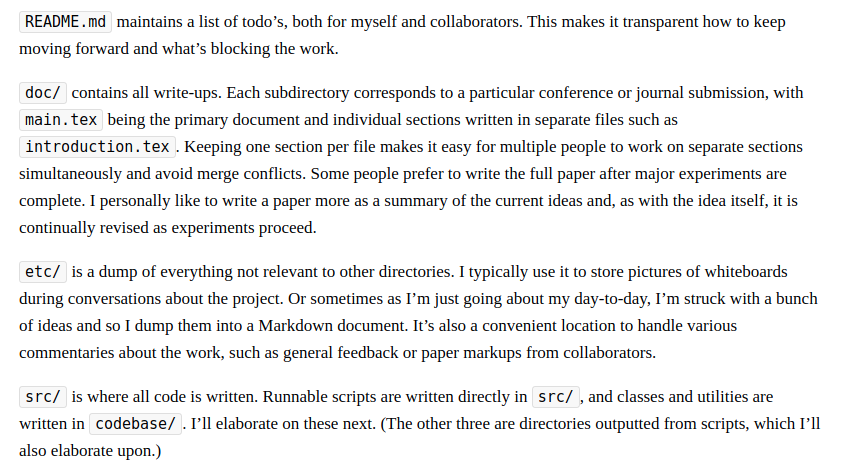 README.md maintains a list of todo’s, both for myself and collaborators. This makes it transparent how to keep
moving forward and what’s blocking the work.
doc/ contains all write-ups. Each subdirectory corresponds to a particular conference or journal submission, with
main.tex being the primary document and individual sections written in separate files such as
introduction.tex. Keeping one section per file makes it easy for multiple people to work on separate sections
simultaneously and avoid merge conflicts. Some people prefer to write the full paper after major experiments are
complete. I personally like to write a paper more as a summary of the current ideas and, as with the idea itself, it is
continually revised as experiments proceed.
etc/ is a dump of everything not relevant to other directories. I typically use it to store pictures of whiteboards
during conversations about the project. Or sometimes as I’m just going about my day-to-day, I’m struck with a bunch
of ideas and so I dump them into a Markdown document. It’s also a convenient location to handle various
commentaries about the work, such as general feedback or paper markups from collaborators.
src/ is where all code is written. Runnable scripts are written directly in src/, and classes and utilities are
written in codebase/. I’ll elaborate on these next. (The other three are directories outputted from scripts, which I’ll
also elaborate upon.)